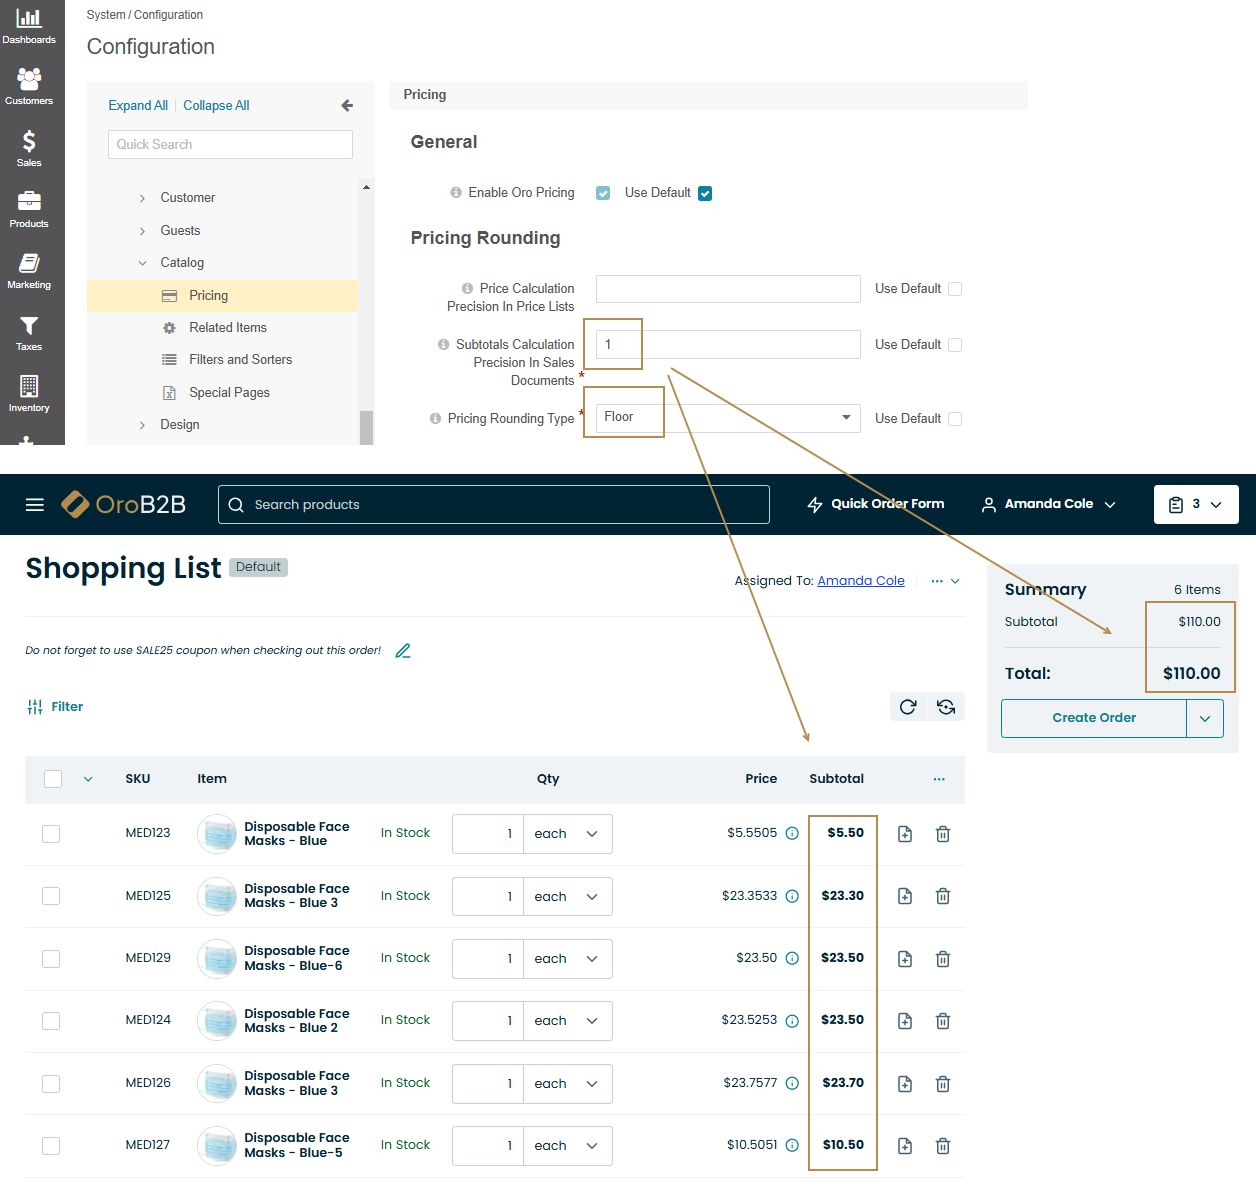 Dashboards
Customers
Sales
Products
Marketing
Taxes
Inventory
System / Configuration
Configuration
Expand All | Collapse All
Quick Search
Customer
Guests
Catalog
Pricing
Related Items
Filters and Sorters
Special Pages
Design
Pricing
General
Enable Oro Pricing Use Default
Pricing Rounding
Price Calculation
Precision In Price Lists
Use Default
Subtotals Calculation
Precision In Sales
Documents *
1
Use Default
Pricing Rounding Type *
Floor
Use Default
OroB2B
Search products
Quick Order Form
Amanda Cole
3
Shopping List Default
Assigned To: Amanda Cole ...
Do not forget to use SALE25 coupon when checking out this order!
Filter
Summary 6 Items
Subtotal $110.00
Total: $110.00
Create Order
SKU Item Qty Price Subtotal ...
MED123 Disposable Face
Masks - Blue
In Stock 1 each $5.5505 $5.50
MED125 Disposable Face
Masks - Blue 3
In Stock 1 each $23.3533 $23.30
MED129 Disposable Face
Masks - Blue-6
In Stock 1 each $23.50 $23.50
MED124 Disposable Face
Masks - Blue 2
In Stock 1 each $23.5253 $23.50
MED126 Disposable Face
Masks - Blue 3
In Stock 1 each $23.7577 $23.70
MED127 Disposable Face
Masks - Blue-5
In Stock 1 each $10.5051 $10.50